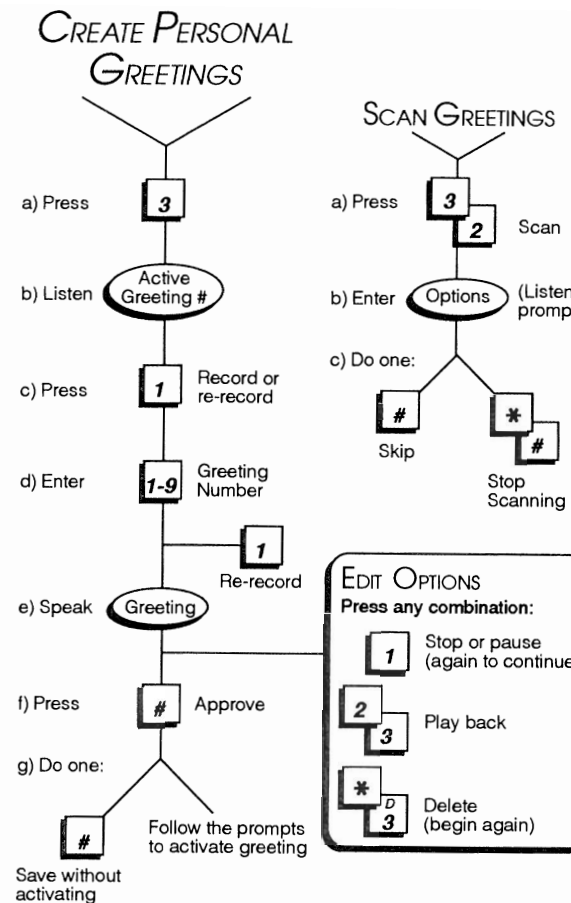 CREATE PERSONAL
GREETINGS
a) Press 3
b) Listen Active
Greeting #
c) Press 1 Record or
re-record
d) Enter 1-9 Greeting
Number
1
Re-record
e) Speak Greeting
f) Press # Approve
g) Do one:
#
Save without
activating
Follow the prompts
to activate greeting
SCAN GREETINGS
a) Press 3 2 Scan
b) Enter Options (Listen
promp
c) Do one:
#
Skip
* #
Stop
Scanning
EDIT OPTIONS
Press any combination:
1 Stop or pause
(again to continue
2 3 Play back
* D 3 Delete
(begin again)